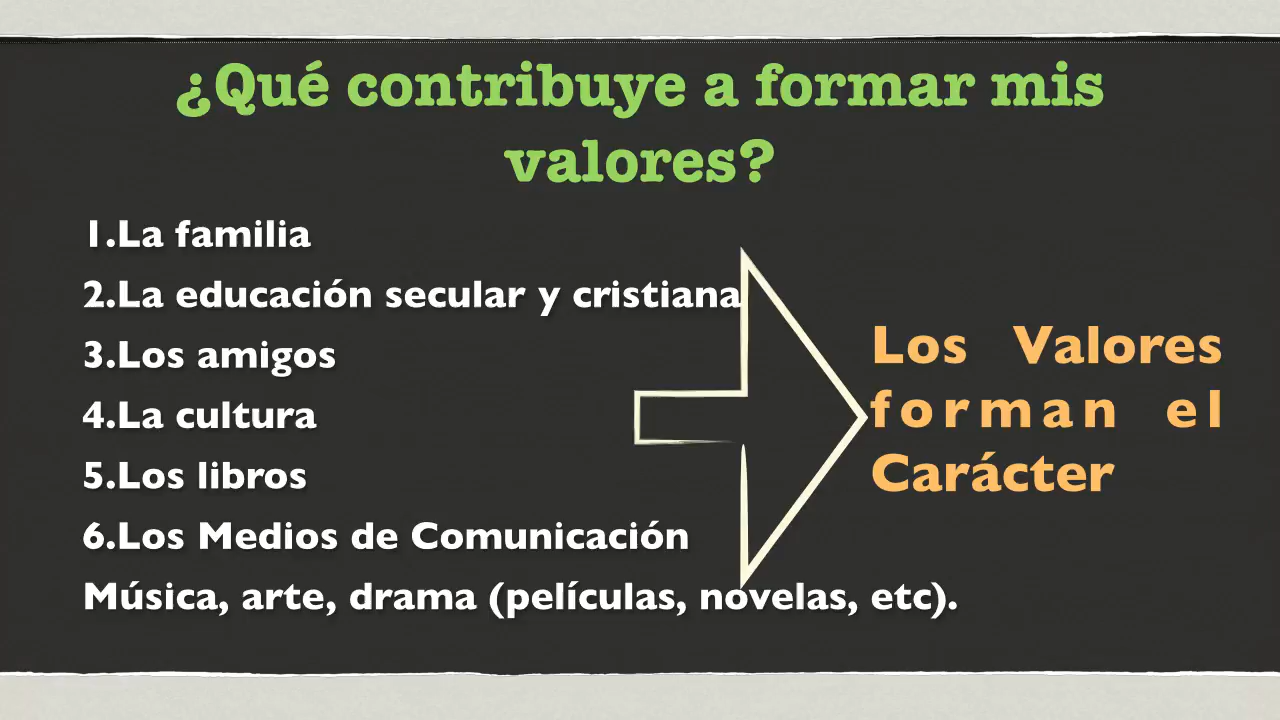 ¿Qué contribuye a formar mis
valores?
1.La familia
2.La educación secular y cristiana
3.Los amigos
4.La cultura
5.Los libros
6.Los Medios de Comunicación
Música, arte, drama (películas, novelas, etc).
Los Valores
forman el
Carácter